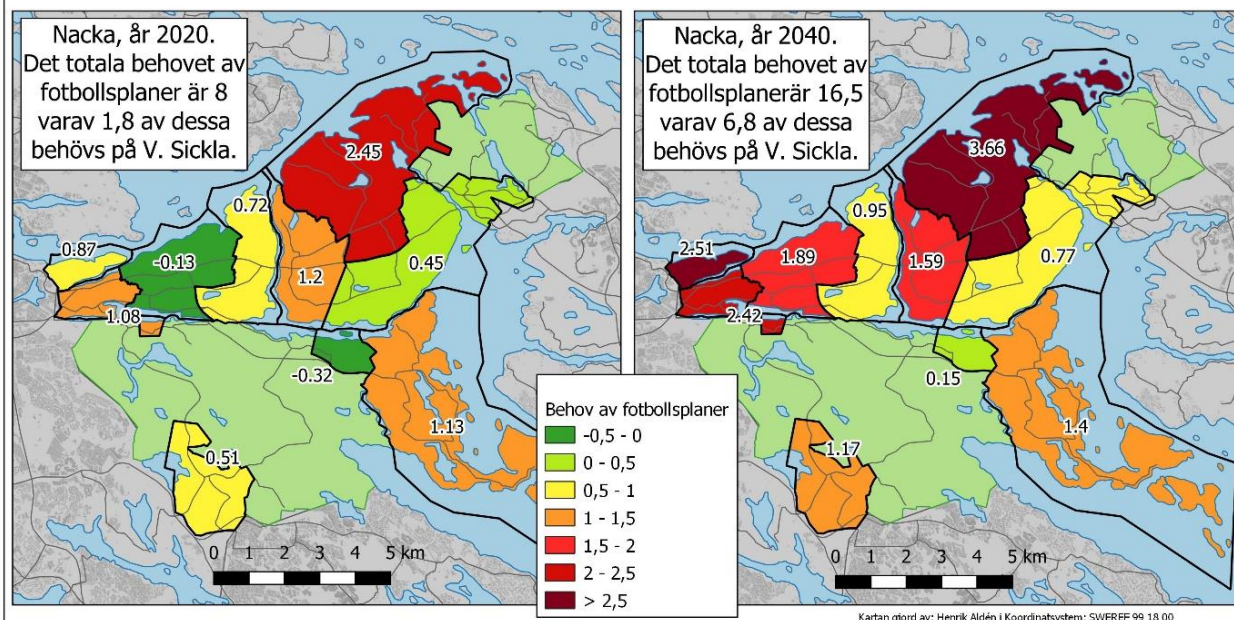 Nacka, år 2020.
Det totala behovet av
fotbollsplaner är 8
varav 1,8 av dessa
behövs på V. Sickla.
2.45
0.72
0.87
-0.13
1.2
0.45
1.08
-0.32
1.13
0.51
0 1 2 3 4 5 km
Behov av fotbollsplaner
-0,5 - 0
0 - 0,5
0,5 - 1
1 - 1,5
1,5 - 2
2 - 2,5
> 2,5
Nacka, år 2040.
Det totala behovet av
fotbollsplanerär 16,5
varav 6,8 av dessa
behövs på V. Sickla.
3.66
0.95
2.51
1.89
1.59
0.77
2.42
0.15
1.4
1.17
0 1 2 3 4 5 km
Kartan gjord av: Henrik Aldén i Koordinatsystem: SWEREF 99 18 00